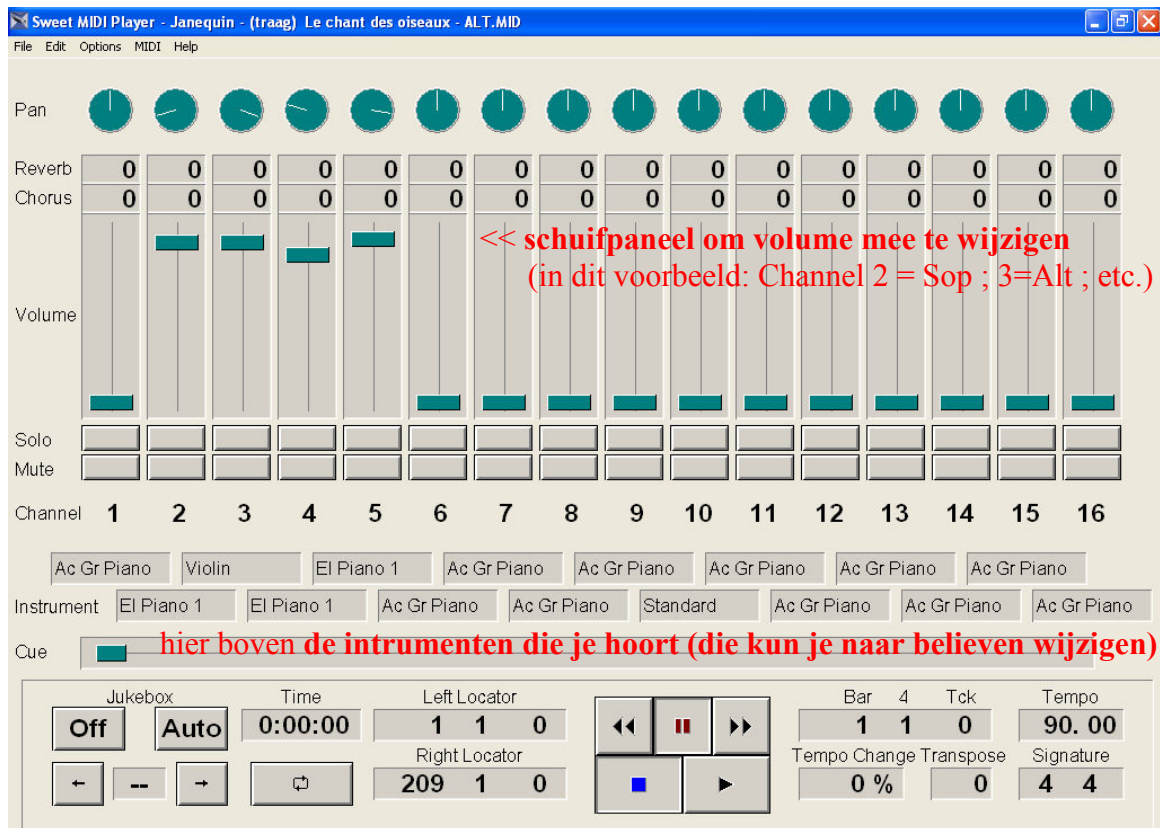 Sweet MIDI Player - Janequin - (traag)  Le chant des oiseaux - ALT.MID
File Edit Options MIDI Help
Pan
Reverb 0 0 0 0 0 0 0 0 0 0 0 0 0 0 0 0
Chorus 0 0 0 0 0 0 0 0 0 0 0 0 0 0 0 0
<< schuifpaneel om volume mee te wijzigen
(in dit voorbeeld: Channel 2 = Sop ; 3=Alt ; etc.)
Volume
Solo
Mute
Channel 1 2 3 4 5 6 7 8 9 10 11 12 13 14 15 16
Ac Gr Piano Violin El Piano 1 Ac Gr Piano Ac Gr Piano Ac Gr Piano Ac Gr Piano Ac Gr Piano
Instrument El Piano 1 El Piano 1 Ac Gr Piano Ac Gr Piano Standard Ac Gr Piano Ac Gr Piano Ac Gr Piano
Cue hier boven de intrumenten die je hoort (die kun je naar believen wijzigen)
Jukebox Time Left Locator Bar 4 Tck Tempo
Off Auto 0:00:00 1 1 0 1 1 0 90. 00
Right Locator Tempo Change Transpose Signature
-- 209 1 0 0 % 0 4 4